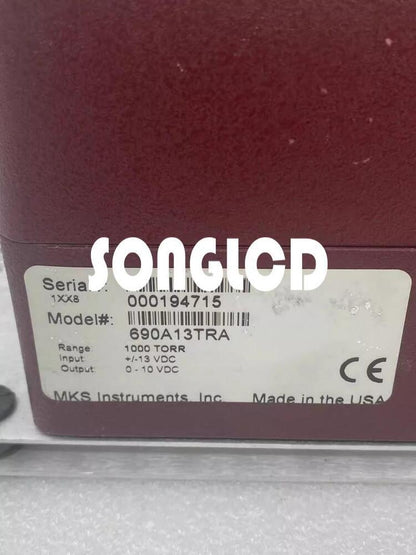 SONGLCD
Serial#:
1XX8
000194715
Model#:
690A13TRA
Range 1000 TORR
Input: +/-13 VDC
Output: 0 - 10 VDC
CE
MKS Instruments, Inc. Made in the USA